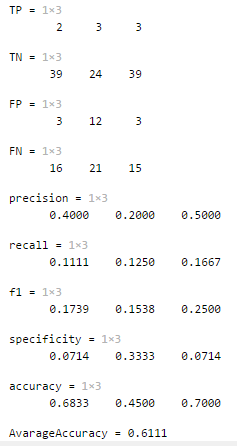 TP = 1×3
2 3 3
TN = 1×3
39 24 39
FP = 1×3
3 12 3
FN = 1×3
16 21 15
precision = 1×3
0.4000 0.2000 0.5000
recall = 1×3
0.1111 0.1250 0.1667
f1 = 1×3
0.1739 0.1538 0.2500
specificity = 1×3
0.0714 0.3333 0.0714
accuracy = 1×3
0.6833 0.4500 0.7000
AvarageAccuracy = 0.6111